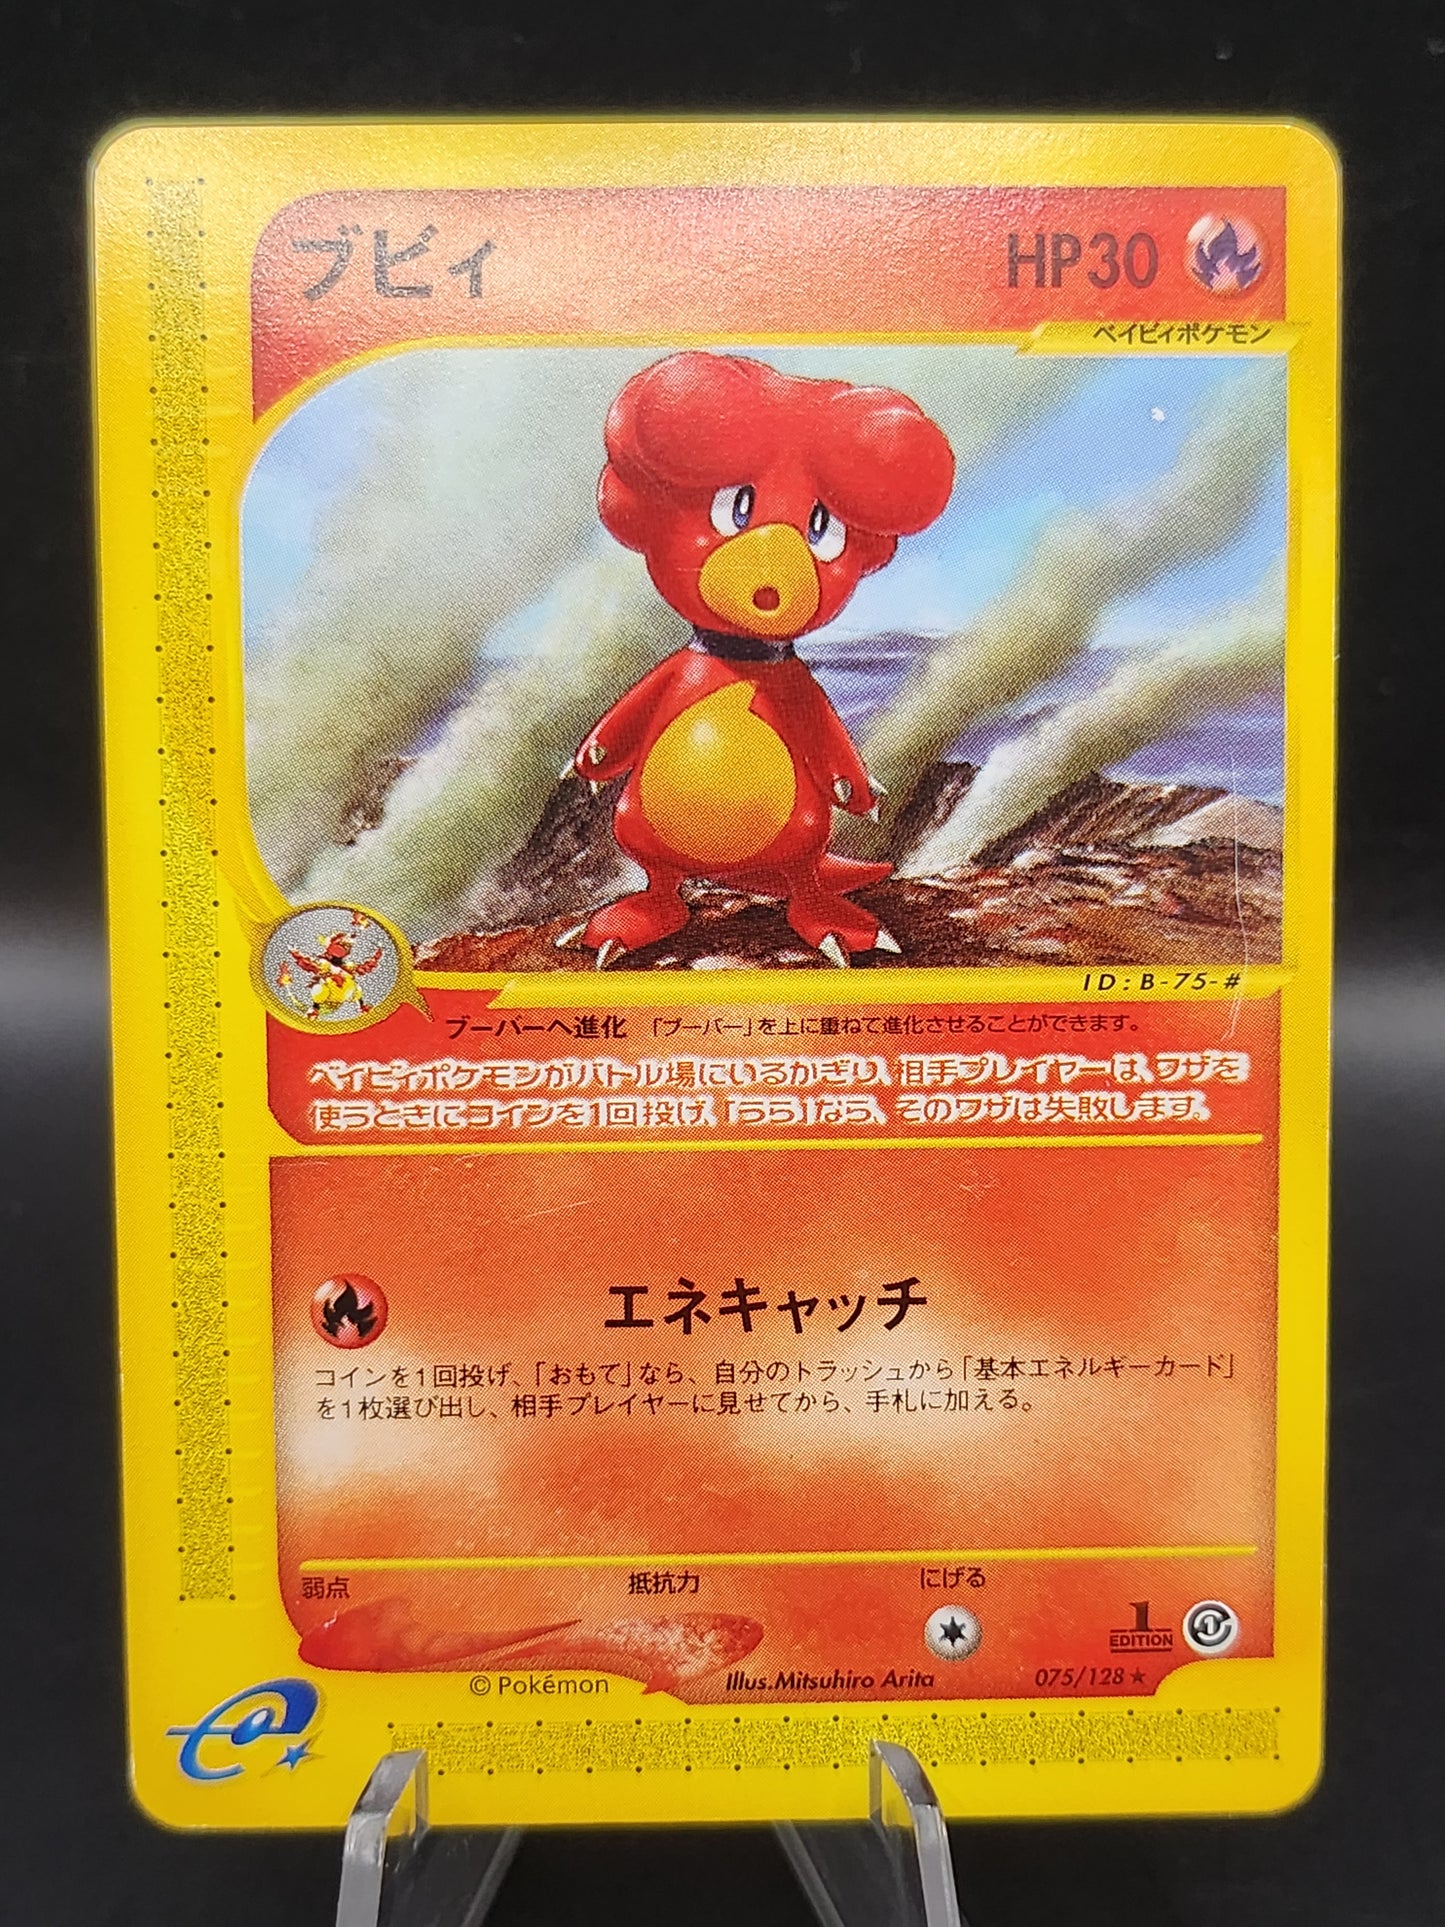 ブビィ
HP30
ベイビィポケモン
ID:B-75-#
ブーバーへ進化 「ブーバー」を上に重ねて進化させることができます。
ベイビィポケモンがバトル場にいるかぎり、相手プレイヤーは、ワザを
使うときにコインを1回投げ、「うら」なら、そのワザは失敗します。
エネキャッチ
コインを1回投げ、「おもて」なら、自分のトラッシュから「基本エネルギーカード」
を1枚選び出し、相手プレイヤーに見せてから、手札に加える。
弱点 抵抗力 にげる
1
EDITION
1
© Pokémon Illus.Mitsuhiro Arita 075/128 ★
e